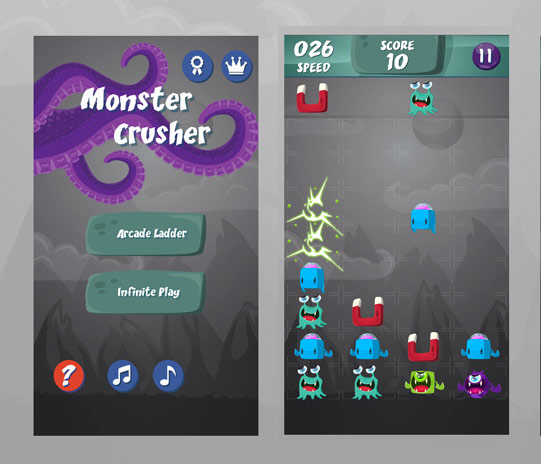 Monster
Crusher
Arcade Ladder
Infinite Play
?
026
SPEED
SCORE
10